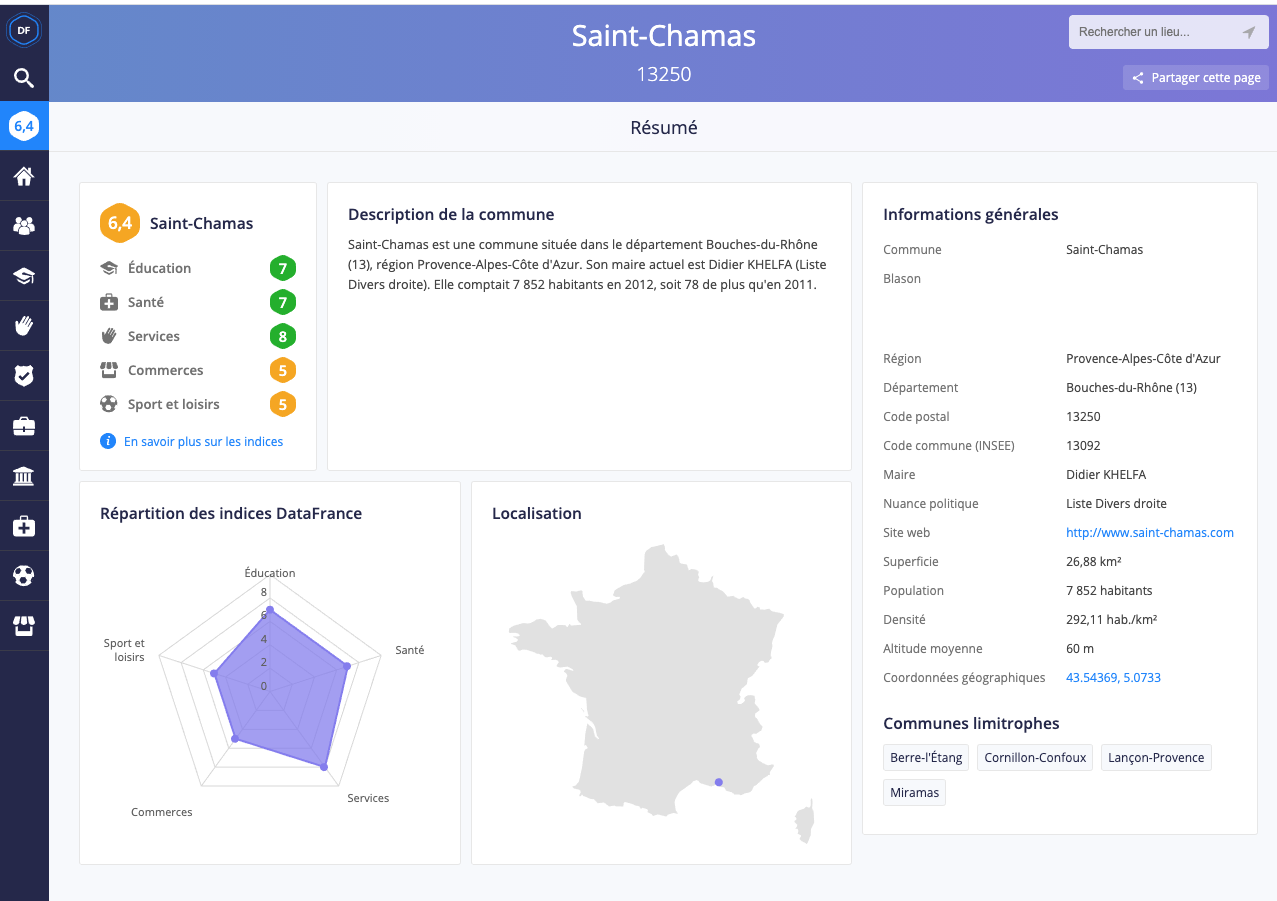 DF
Saint-Chamas
13250
Rechercher un lieu...
Partager cette page
6,4
Résumé
6,4
Saint-Chamas
Éducation 7
Santé 7
Services 8
Commerces 5
Sport et loisirs 5
i En savoir plus sur les indices
Description de la commune
Saint-Chamas est une commune située dans le département Bouches-du-Rhône
(13), région Provence-Alpes-Côte d'Azur. Son maire actuel est Didier KHELFA (Liste
Divers droite). Elle comptait 7 852 habitants en 2012, soit 78 de plus qu'en 2011.
Répartition des indices DataFrance
Éducation
8
6
4
2
0
Sport et
loisirs
Santé
Services
Commerces
Localisation
Informations générales
Commune Saint-Chamas
Blason
Région Provence-Alpes-Côte d'Azur
Département Bouches-du-Rhône (13)
Code postal 13250
Code commune (INSEE) 13092
Maire Didier KHELFA
Nuance politique Liste Divers droite
Site web http://www.saint-chamas.com
Superficie 26,88 km²
Population 7 852 habitants
Densité 292,11 hab./km²
Altitude moyenne 60 m
Coordonnées géographiques 43.54369, 5.0733
Communes limitrophes
Berre-l'Étang Cornillon-Confoux Lançon-Provence
Miramas